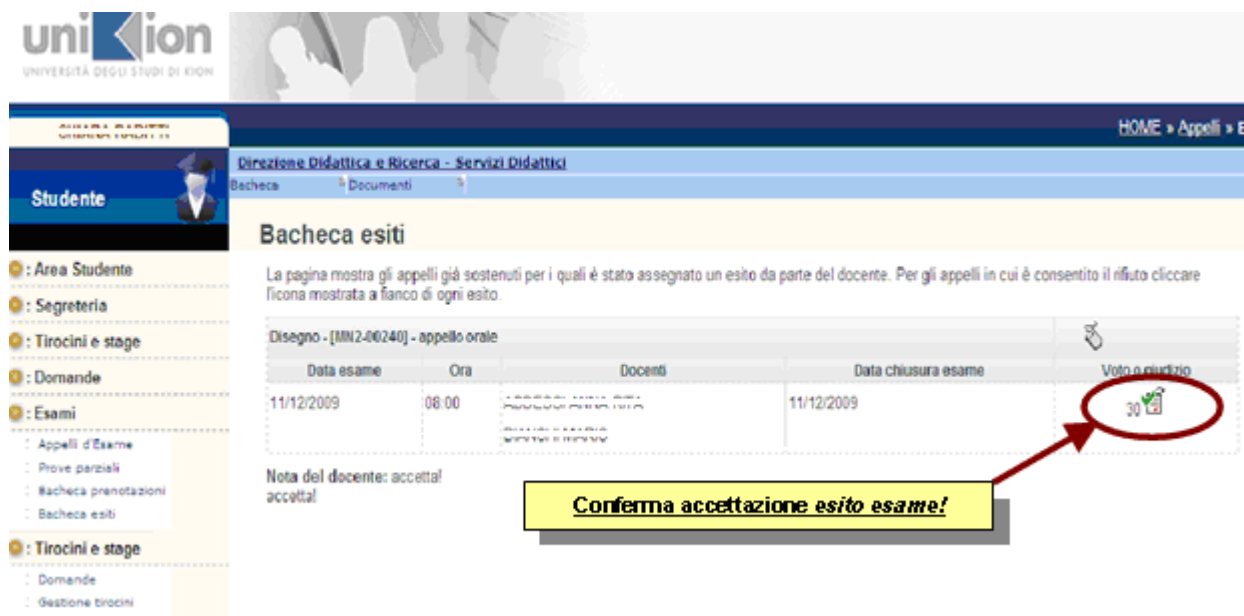 uniKion
UNIVERSITÀ DEGLI STUDI DI KION
HOME » Appelli » E
Direzione Didattica e Ricerca - Servizi Didattici
Bacheca Documenti
Studente
Bacheca esiti
: Area Studente
: Segreteria
: Tirocini e stage
: Domande
: Esami
Appelli d'Esame
Prove parziali
Bacheca prenotazioni
Bacheca esiti
: Tirocini e stage
Domande
Gestione tirocini
La pagina mostra gli appelli già sostenuti per i quali è stato assegnato un esito da parte del docente. Per gli appelli in cui è consentito il rifiuto cliccare
l'icona mostrata a fianco di ogni esito.
Disegno - [MN2-00240] - appello orale
Data esame Ora Docenti Data chiusura esame Voto o giudizio
11/12/2009 08:00 11/12/2009 30
Nota del docente: accetta!
accetta!
Conferma accettazione esito esame!